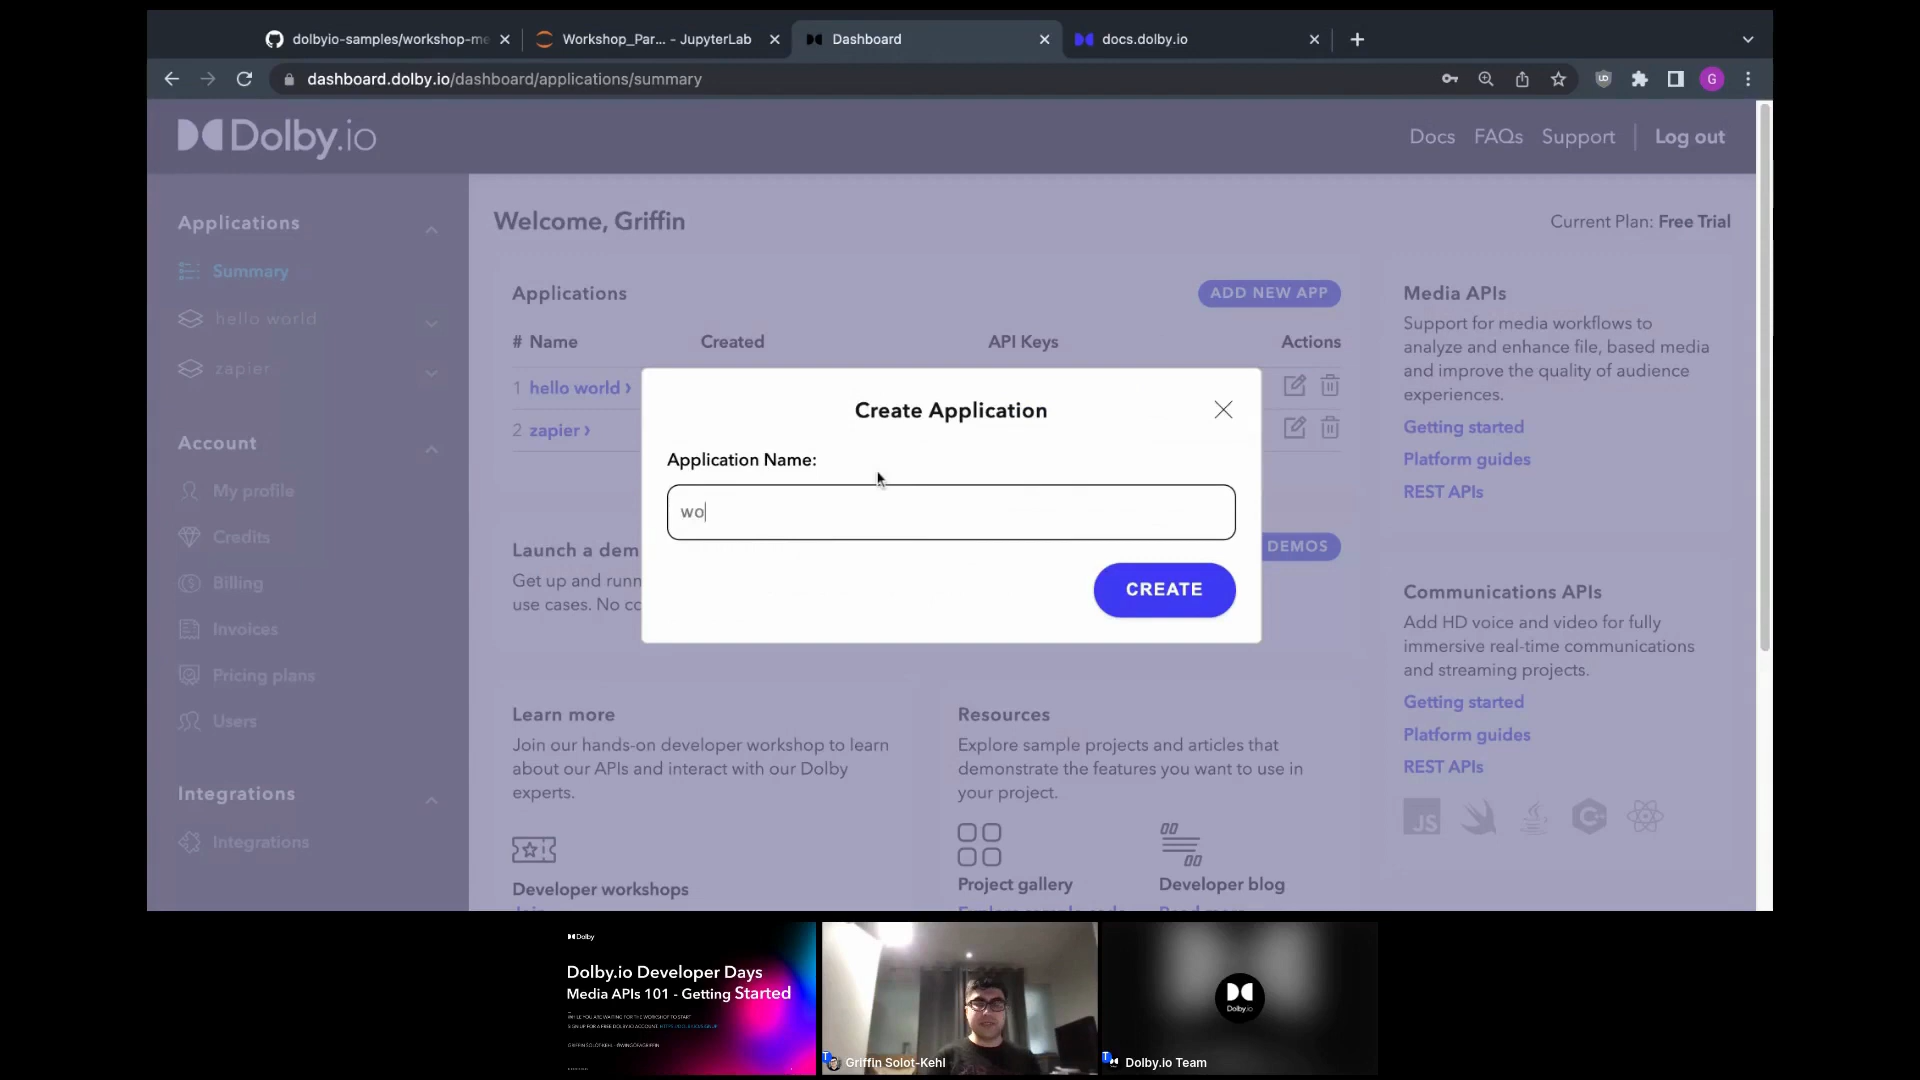 dolbyio-samples/workshop-me
Workshop_Par... - JupyterLab
Dashboard
docs.dolby.io
dashboard.dolby.io/dashboard/applications/summary
G
Dolby.io
Docs FAQs Support Log out
Applications
Summary
hello world
zapier
Account
My profile
Credits
Billing
Invoices
Pricing plans
Users
Integrations
Integrations
Welcome, Griffin
Current Plan: Free Trial
Applications
ADD NEW APP
# Name Created API Keys Actions
1 hello world ›
2 zapier ›
Create Application
Application Name:
wo
CREATE
Launch a dem
DEMOS
Get up and runn
use cases. No co
Learn more
Join our hands-on developer workshop to learn
about our APIs and interact with our Dolby
experts.
Developer workshops
Resources
Explore sample projects and articles that
demonstrate the features you want to use in
your project.
Project gallery
Developer blog
Media APIs
Support for media workflows to
analyze and enhance file, based media
and improve the quality of audience
experiences.
Getting started
Platform guides
REST APIs
Communications APIs
Add HD voice and video for fully
immersive real-time communications
and streaming projects.
Getting started
Platform guides
REST APIs
JS
Dolby
Dolby.io Developer Days
Media APIs 101 - Getting Started
Griffin Solot-Kehl
Dolby.io
Dolby.io Team